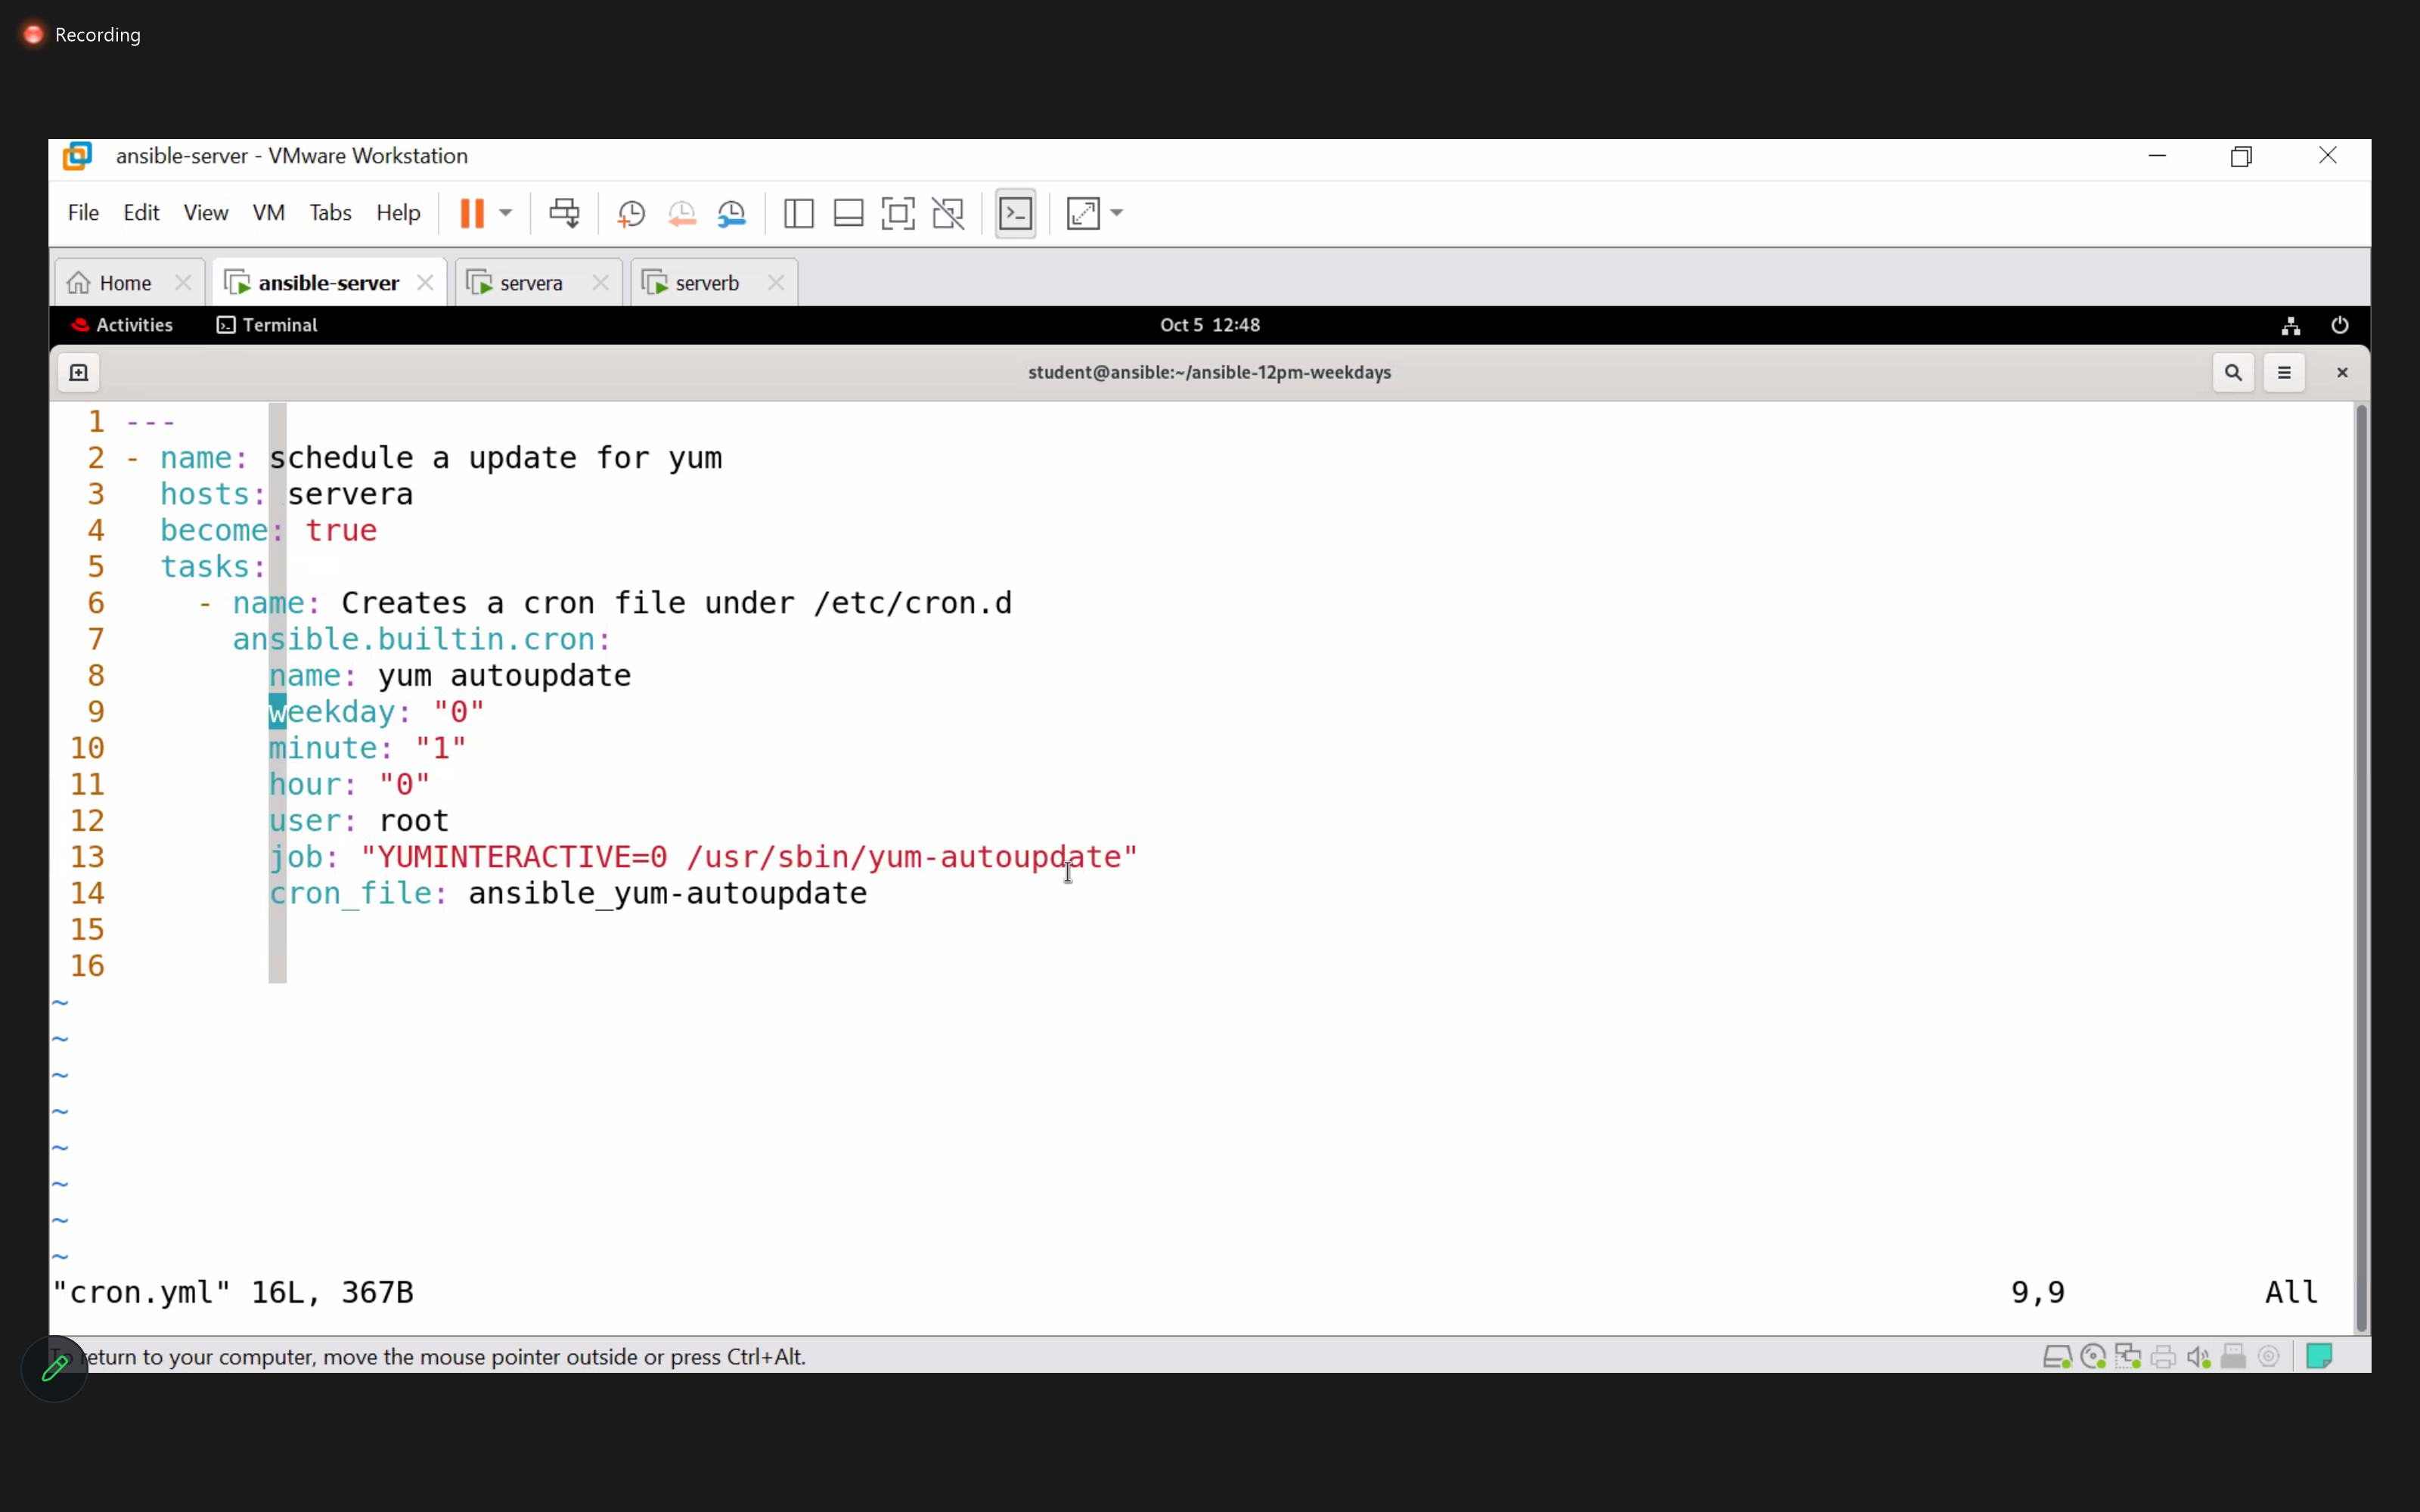 Recording
ansible-server - VMware Workstation
File Edit View VM Tabs Help
Home ansible-server servera serverb
Activities Terminal Oct 5 12:48
student@ansible:~/ansible-12pm-weekdays
1 ---
2 - name: schedule a update for yum
3   hosts: servera
4   become: true
5   tasks:
6     - name: Creates a cron file under /etc/cron.d
7       ansible.builtin.cron:
8         name: yum autoupdate
9         weekday: "0"
10         minute: "1"
11         hour: "0"
12         user: root
13         job: "YUMINTERACTIVE=0 /usr/sbin/yum-autoupdate"
14         cron_file: ansible_yum-autoupdate
15
16
~
~
~
~
~
~
~
~
"cron.yml" 16L, 367B 9,9 All
To return to your computer, move the mouse pointer outside or press Ctrl+Alt.